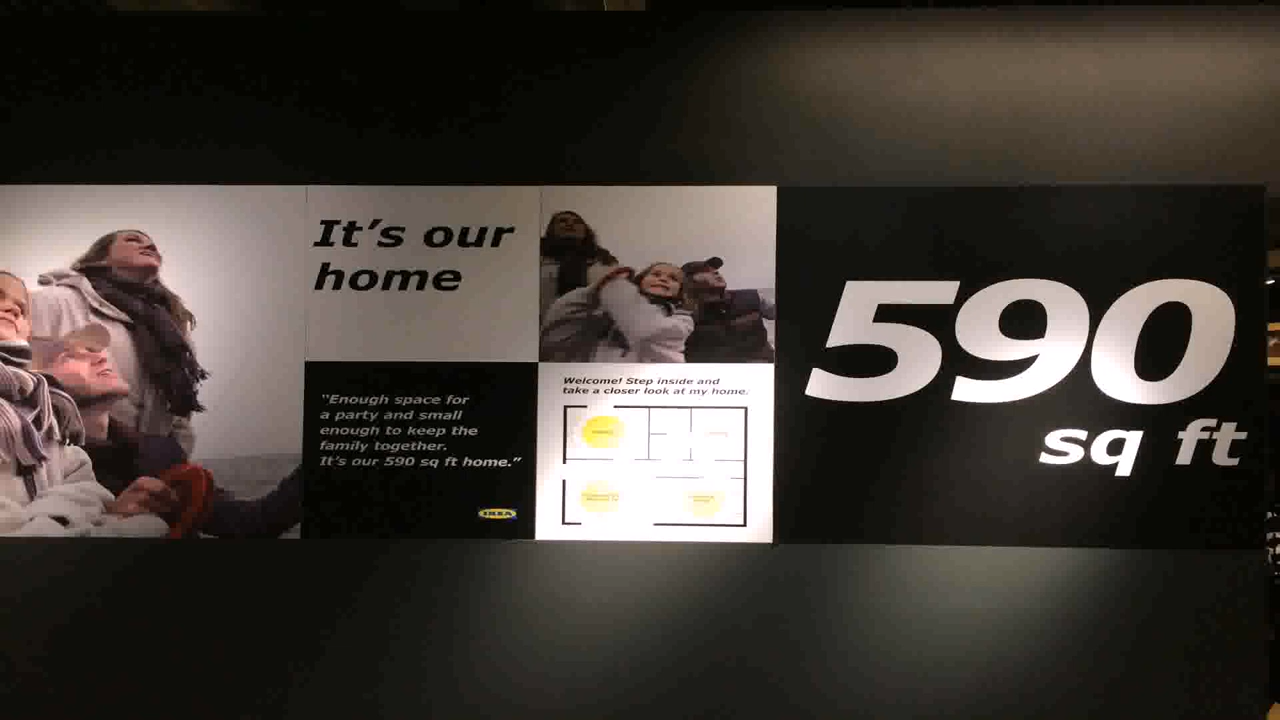 It's our
home
"Enough space for
a party and small
enough to keep the
family together.
It's our 590 sq ft home."
IKEA
Welcome! Step inside and
take a closer look at my home.
590
sq ft